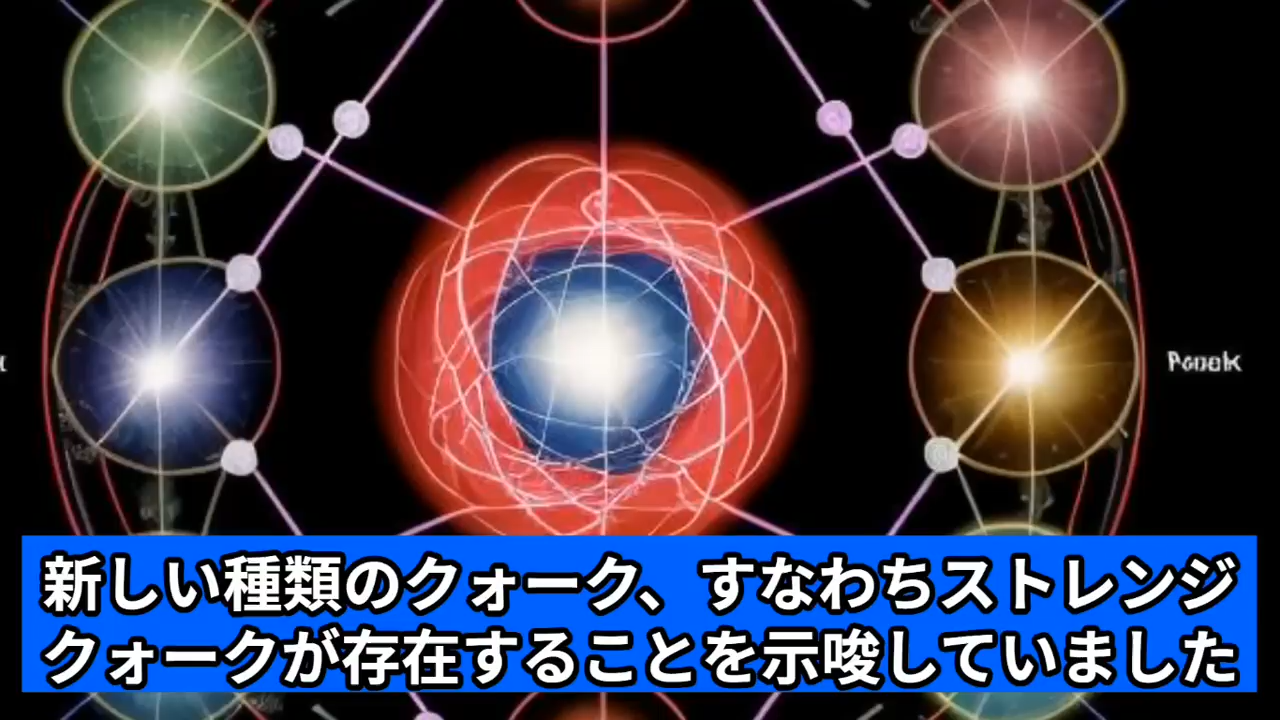 新しい種類のクォーク、すなわちストレンジ
クォークが存在することを示唆していました